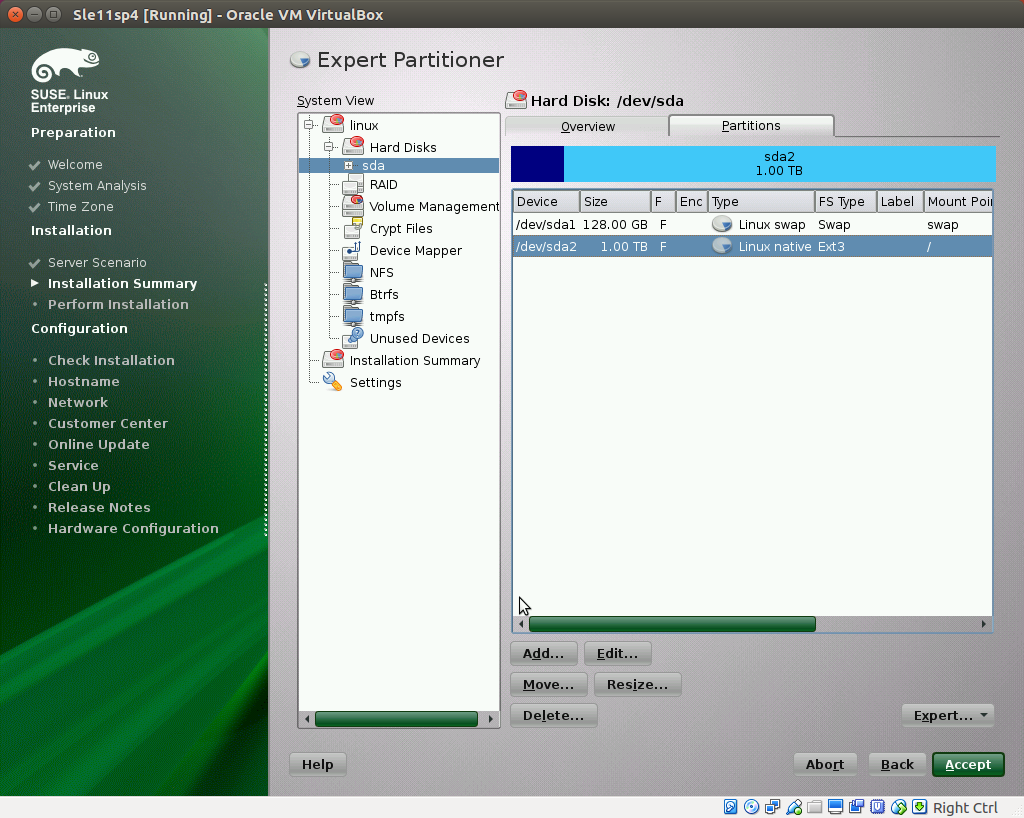 Sle11sp4 [Running] - Oracle VM VirtualBox
SUSE. Linux
Enterprise
Preparation
Welcome
System Analysis
Time Zone
Installation
Server Scenario
Installation Summary
Perform Installation
Configuration
Check Installation
Hostname
Network
Customer Center
Online Update
Service
Clean Up
Release Notes
Hardware Configuration
Expert Partitioner
System View
linux
Hard Disks
sda
RAID
Volume Management
Crypt Files
Device Mapper
NFS
Btrfs
tmpfs
Unused Devices
Installation Summary
Settings
Hard Disk: /dev/sda
Overview Partitions
sda2
1.00 TB
Device Size F Enc Type FS Type Label Mount Poi
/dev/sda1 128.00 GB F Linux swap Swap swap
/dev/sda2 1.00 TB F Linux native Ext3 /
Add... Edit...
Move... Resize...
Delete... Expert...
Help Abort Back Accept
Right Ctrl